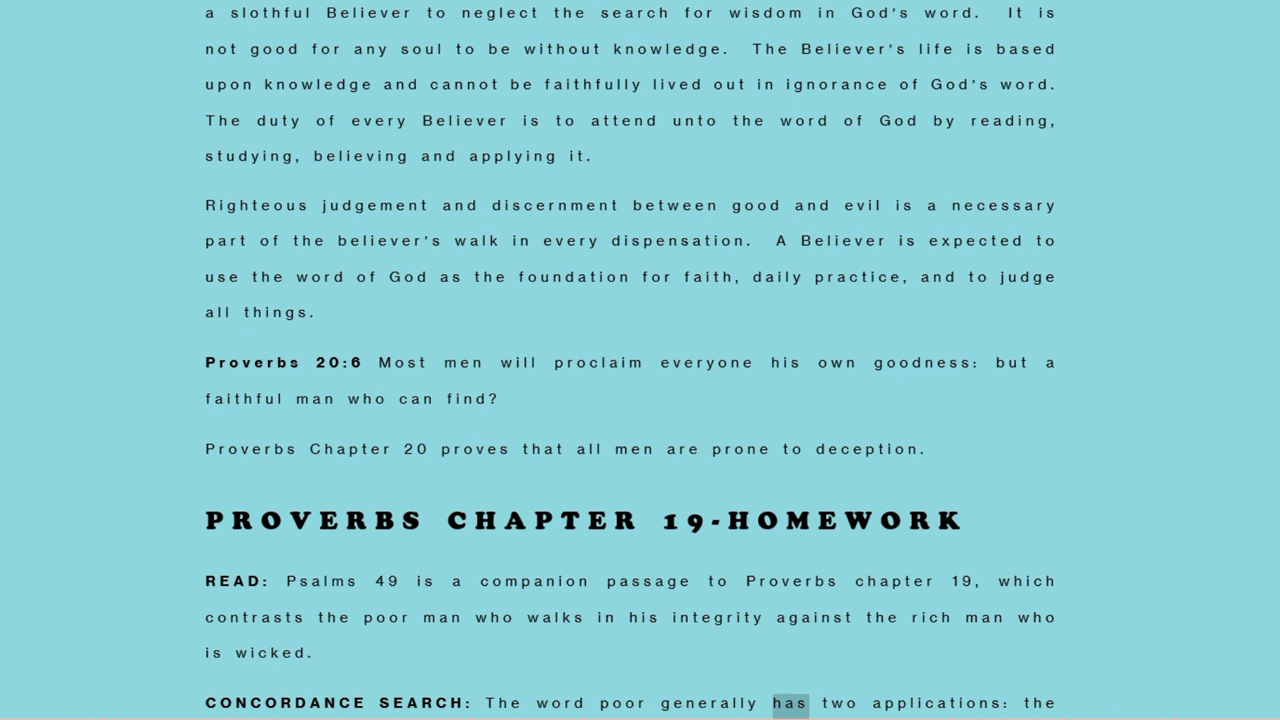 a slothful Believer to neglect the search for wisdom in God's word. It is
not good for any soul to be without knowledge. The Believer's life is based
upon knowledge and cannot be faithfully lived out in ignorance of God's word.
The duty of every Believer is to attend unto the word of God by reading,
studying, believing and applying it.
Righteous judgement and discernment between good and evil is a necessary
part of the believer's walk in every dispensation. A Believer is expected to
use the word of God as the foundation for faith, daily practice, and to judge
all things.
Proverbs 20:6 Most men will proclaim everyone his own goodness: but a
faithful man who can find?
Proverbs Chapter 20 proves that all men are prone to deception.
PROVERBS CHAPTER 19-HOMEWORK
READ: Psalms 49 is a companion passage to Proverbs chapter 19, which
contrasts the poor man who walks in his integrity against the rich man who
is wicked.
CONCORDANCE SEARCH: The word poor generally has two applications: the